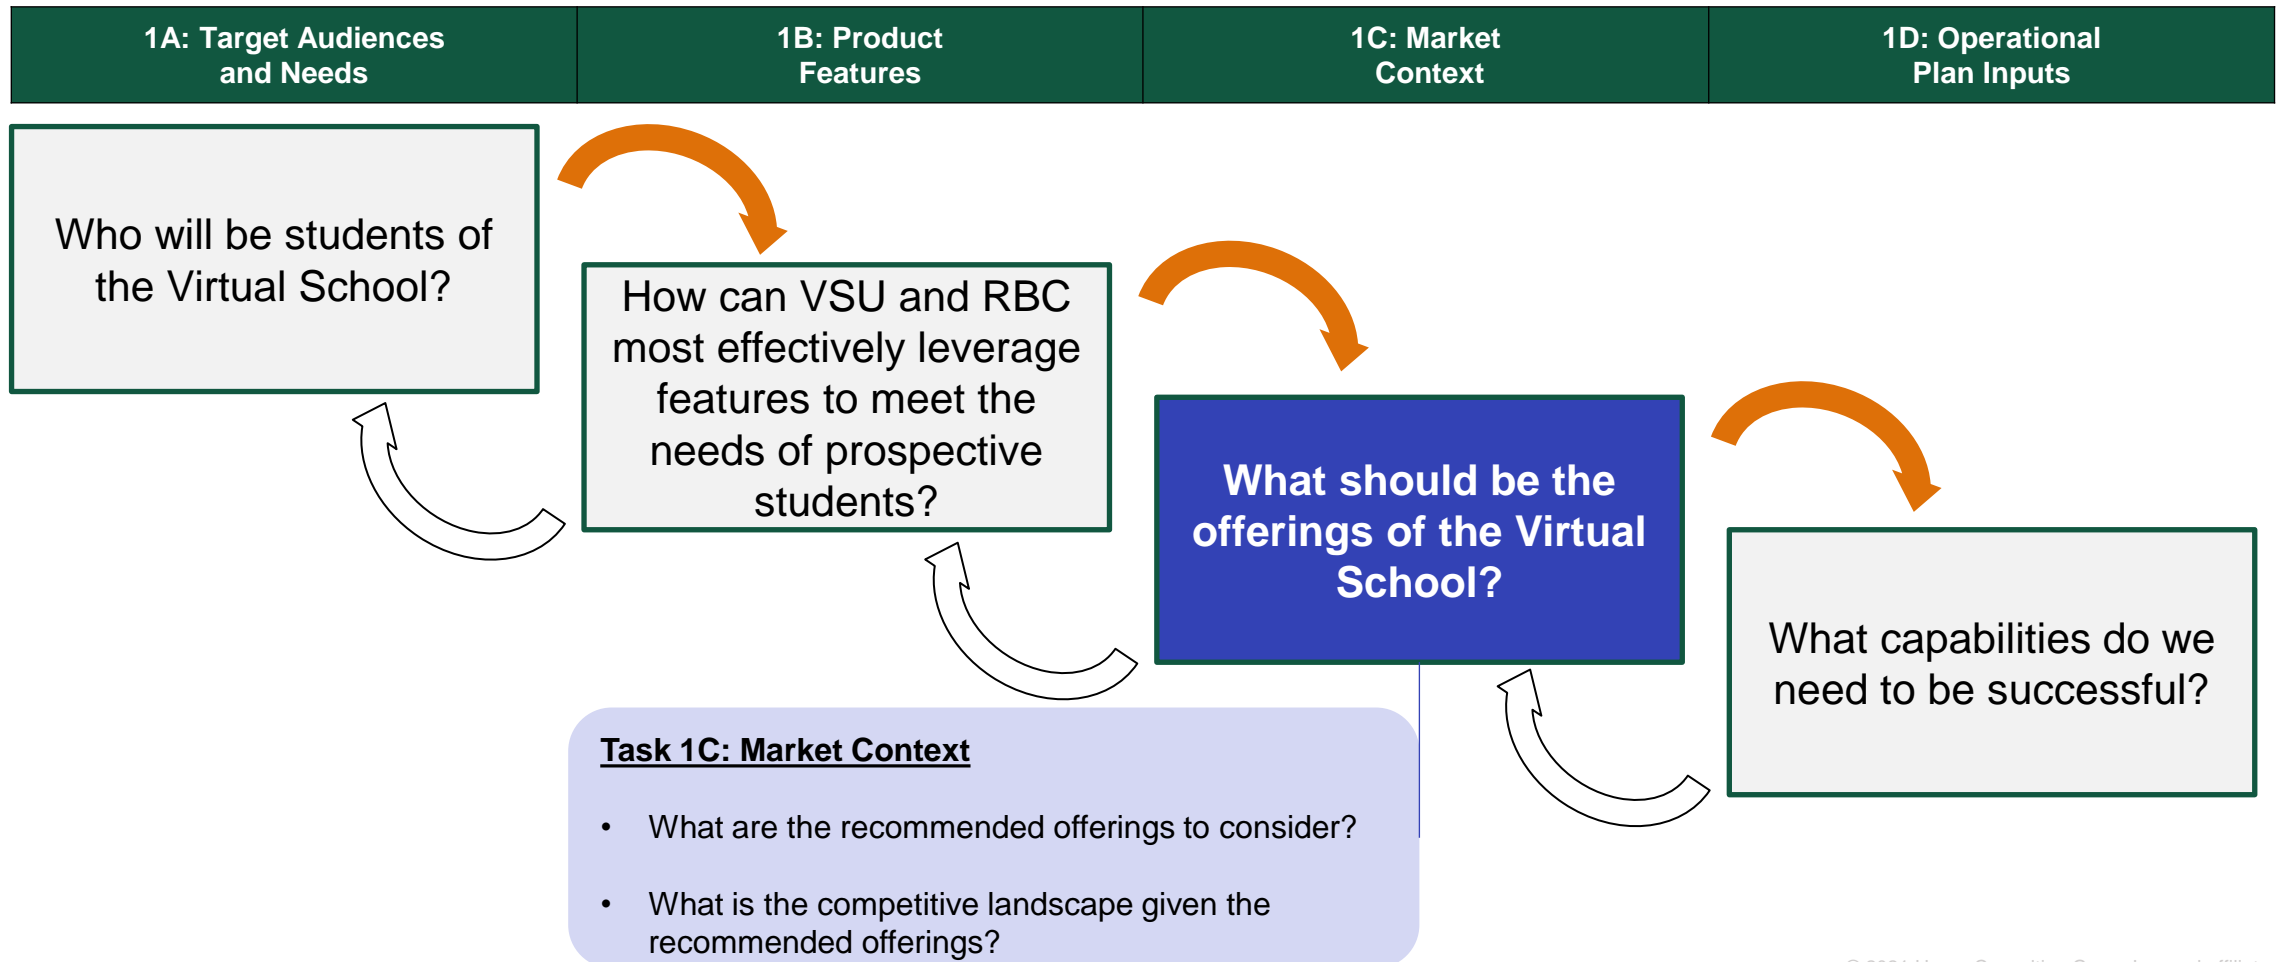 1A: Target Audiences
and Needs
1B: Product
Features
1C: Market
Context
1D: Operational
Plan Inputs
Who will be students of
the Virtual School?
How can VSU and RBC
most effectively leverage
features to meet the
needs of prospective
students?
What should be the
offerings of the Virtual
School?
What capabilities do we
need to be successful?
Task 1C: Market Context
• What are the recommended offerings to consider?
• What is the competitive landscape given the
recommended offerings?